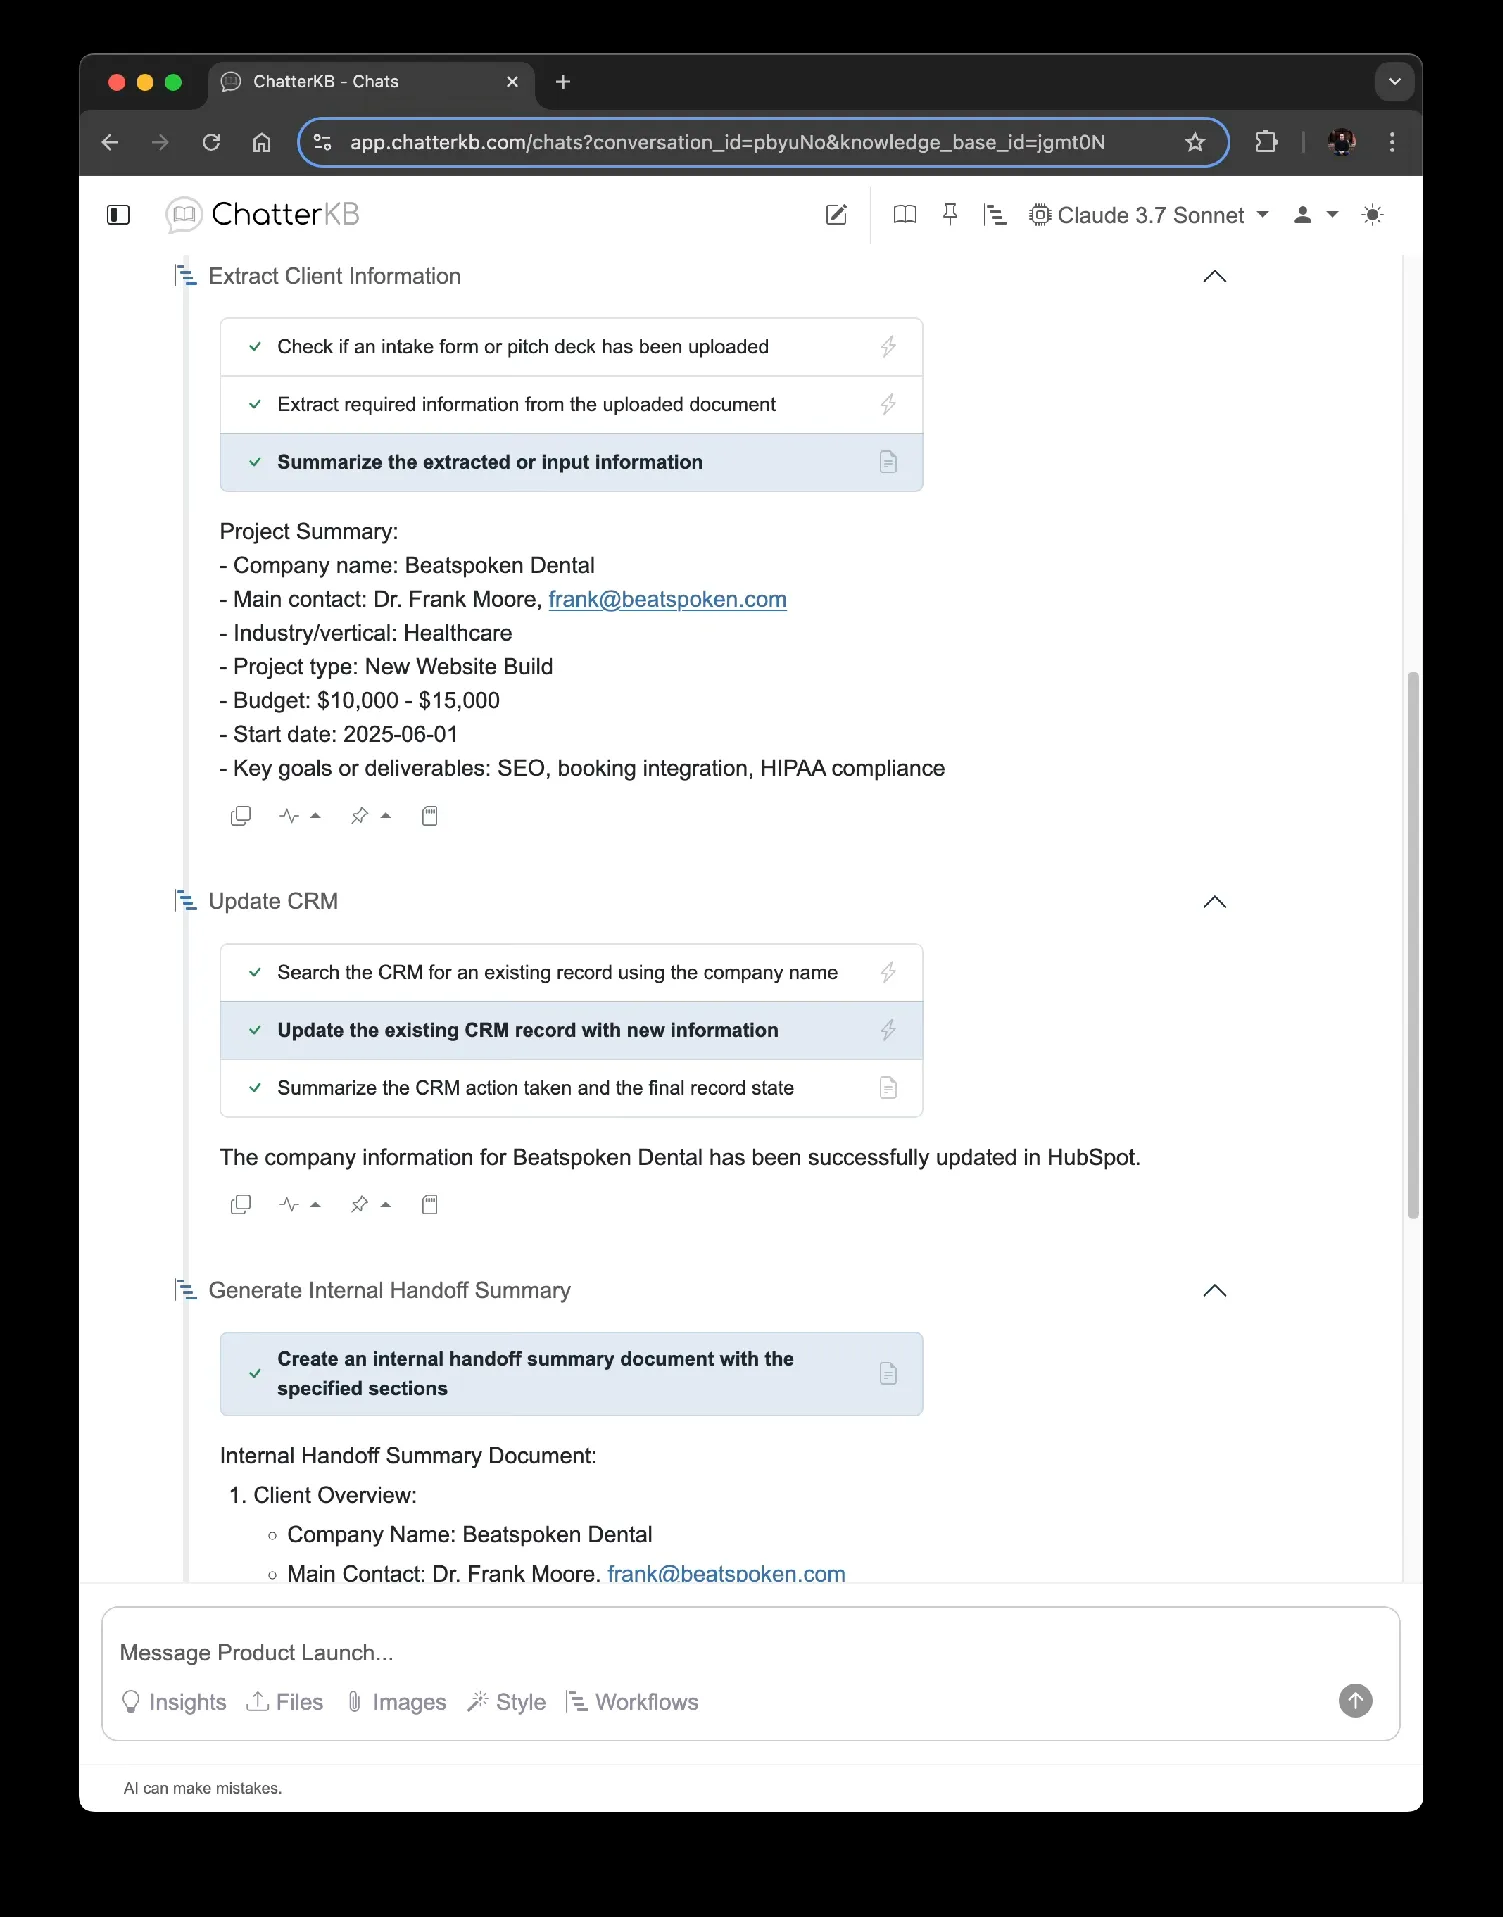 ChatterKB - Chats
app.chatterkb.com/chats?conversation_id=pbyuNo&knowledge_base_id=jgmt0N
ChatterKB
Claude 3.7 Sonnet
Extract Client Information
Check if an intake form or pitch deck has been uploaded
Extract required information from the uploaded document
Summarize the extracted or input information
Project Summary:
- Company name: Beatspoken Dental
- Main contact: Dr. Frank Moore, frank@beatspoken.com
- Industry/vertical: Healthcare
- Project type: New Website Build
- Budget: $10,000 - $15,000
- Start date: 2025-06-01
- Key goals or deliverables: SEO, booking integration, HIPAA compliance
Update CRM
Search the CRM for an existing record using the company name
Update the existing CRM record with new information
Summarize the CRM action taken and the final record state
The company information for Beatspoken Dental has been successfully updated in HubSpot.
Generate Internal Handoff Summary
Create an internal handoff summary document with the
specified sections
Internal Handoff Summary Document:
1. Client Overview:
◦ Company Name: Beatspoken Dental
◦ Main Contact: Dr. Frank Moore, frank@beatspoken.com
Message Product Launch...
Insights Files Images Style Workflows
AI can make mistakes.